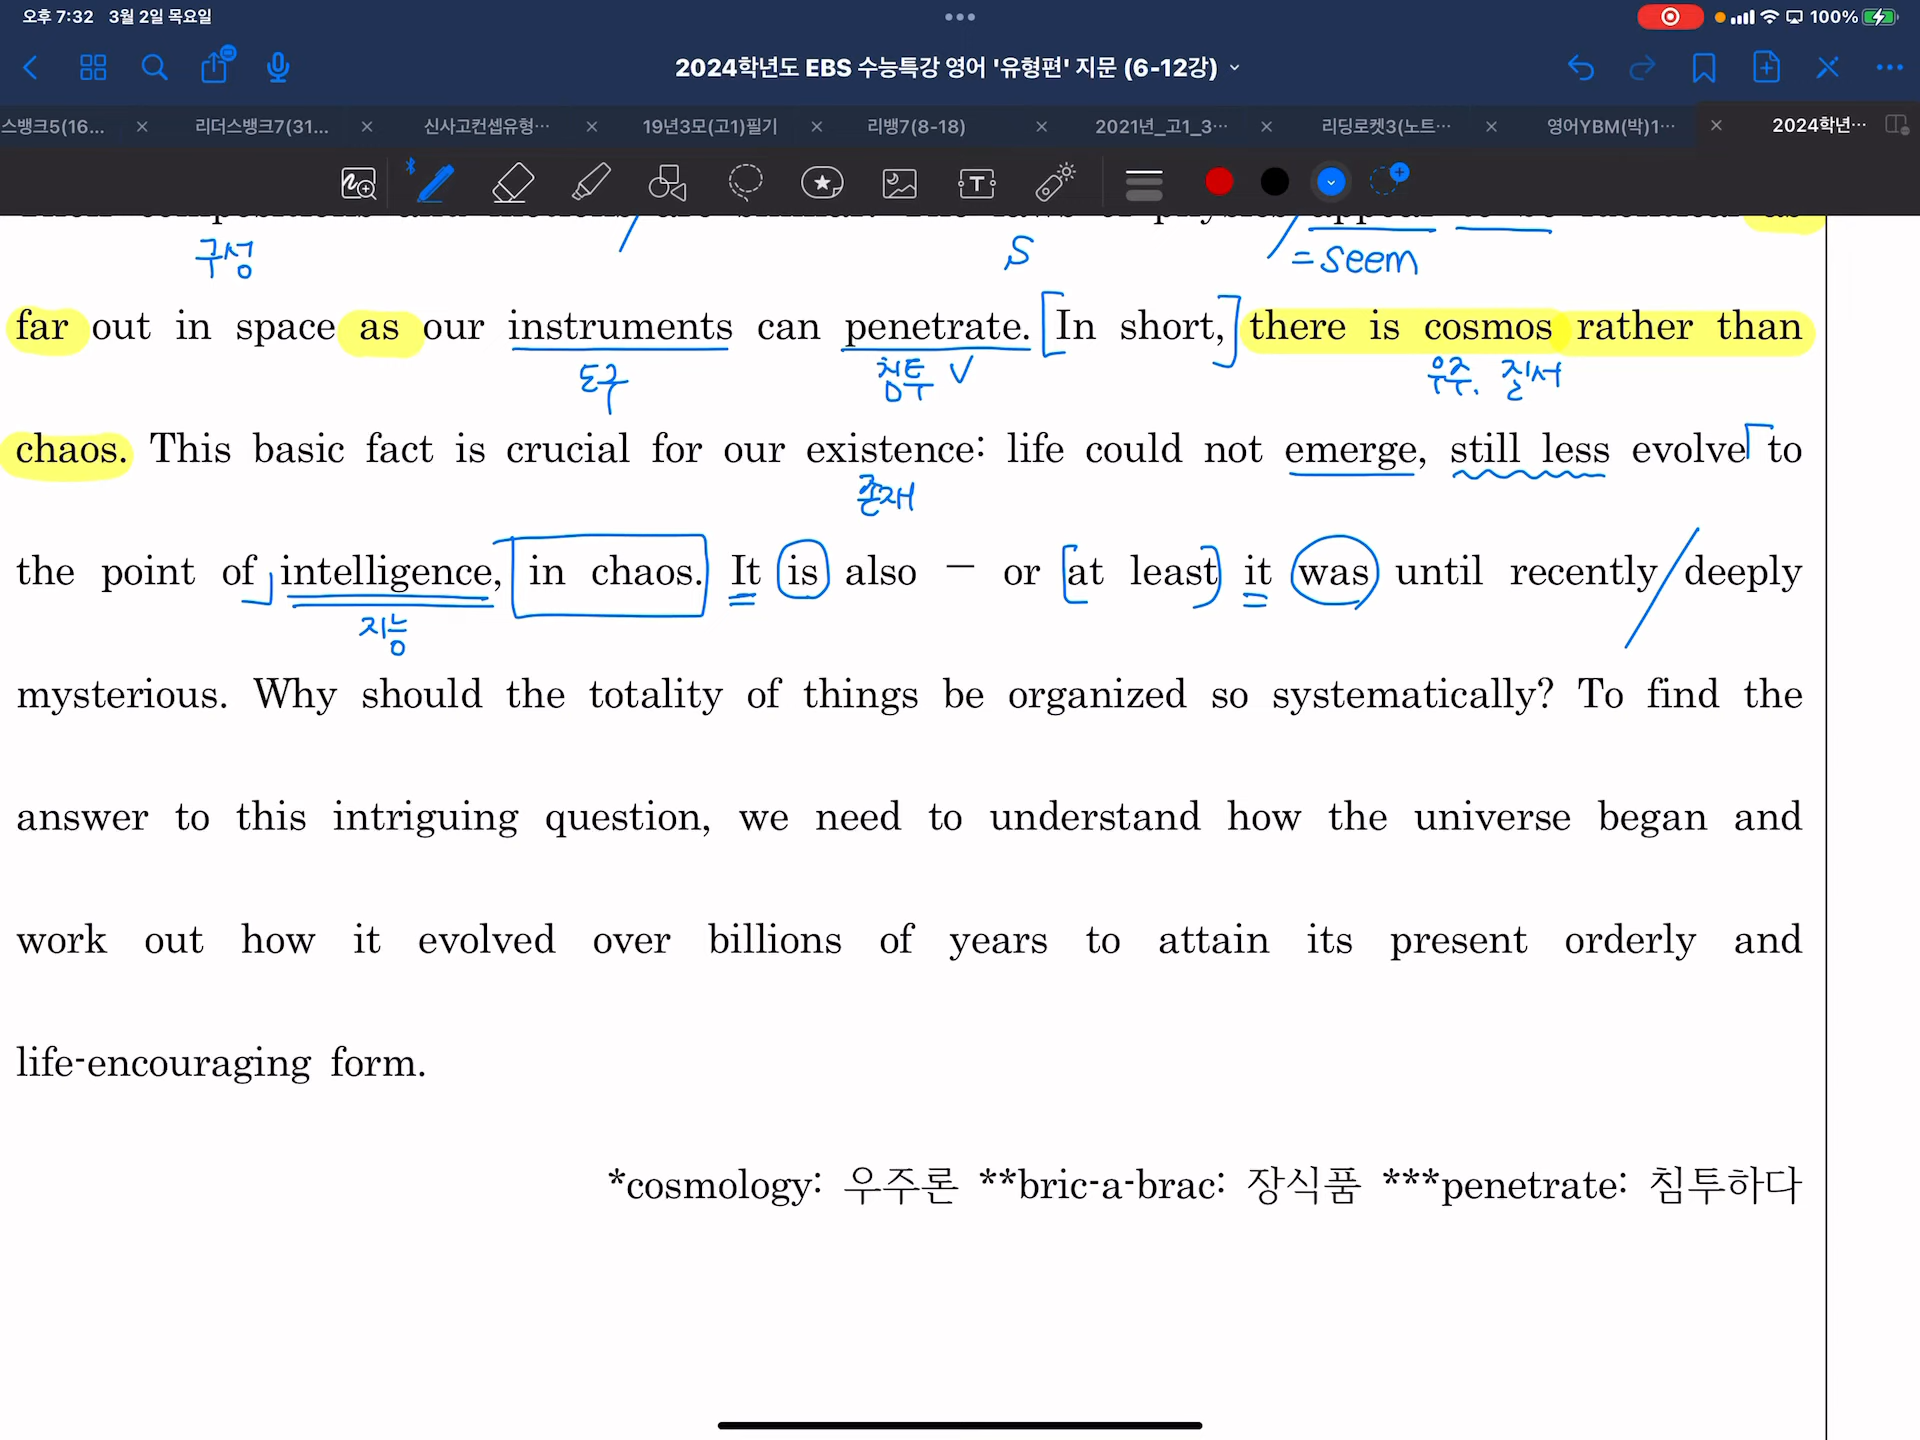 오후 7:32 3월 2일 목요일
100%
2024학년도 EBS 수능특강 영어 '유형편' 지문 (6-12강)
스뱅크5(16... 리더스뱅크7(31... 신사고컨셉유형... 19년3모(고1)필기 리뱅7(8-18) 2021년_고1_3... 리딩로켓3(노트... 영어YBM(박)1... 2024학년...
구성 S =seem
far out in space as our instruments can penetrate. [In short,] there is cosmos rather than
도구 침투 V 우주. 질서
chaos. This basic fact is crucial for our existence: life could not emerge, still less evolve to
존재
the point of intelligence, in chaos. It is also – or [at least] it was until recently / deeply
지능
mysterious. Why should the totality of things be organized so systematically? To find the
answer to this intriguing question, we need to understand how the universe began and
work out how it evolved over billions of years to attain its present orderly and
life-encouraging form.
*cosmology: 우주론 **bric-a-brac: 장식품 ***penetrate: 침투하다